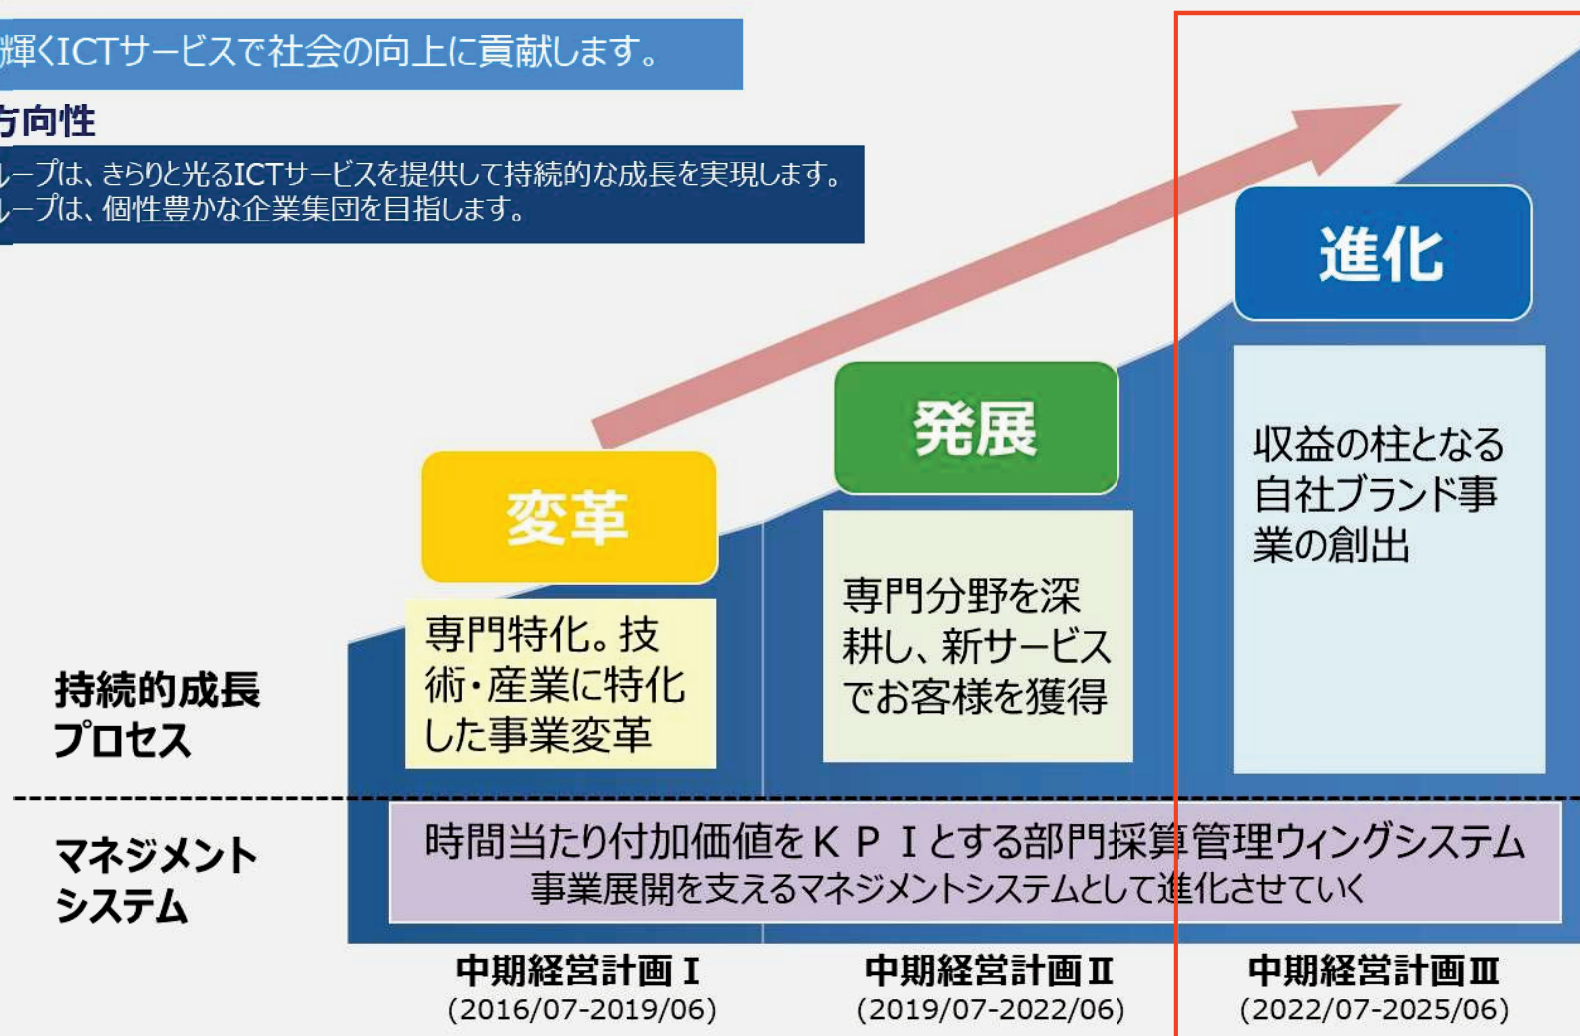 輝くICTサービスで社会の向上に貢献します。
方向性
ループは、きらりと光るICTサービスを提供して持続的な成長を実現します。
ループは、個性豊かな企業集団を目指します。
進化
収益の柱となる
自社ブランド事
業の創出
発展
専門分野を深
耕し、新サービス
でお客様を獲得
変革
専門特化。技
術・産業に特化
した事業変革
持続的成長
プロセス
マネジメント
システム
時間当たり付加価値をＫＰＩとする部門採算管理ウィングシステム
事業展開を支えるマネジメントシステムとして進化させていく
中期経営計画Ⅰ
(2016/07-2019/06)
中期経営計画Ⅱ
(2019/07-2022/06)
中期経営計画Ⅲ
(2022/07-2025/06)